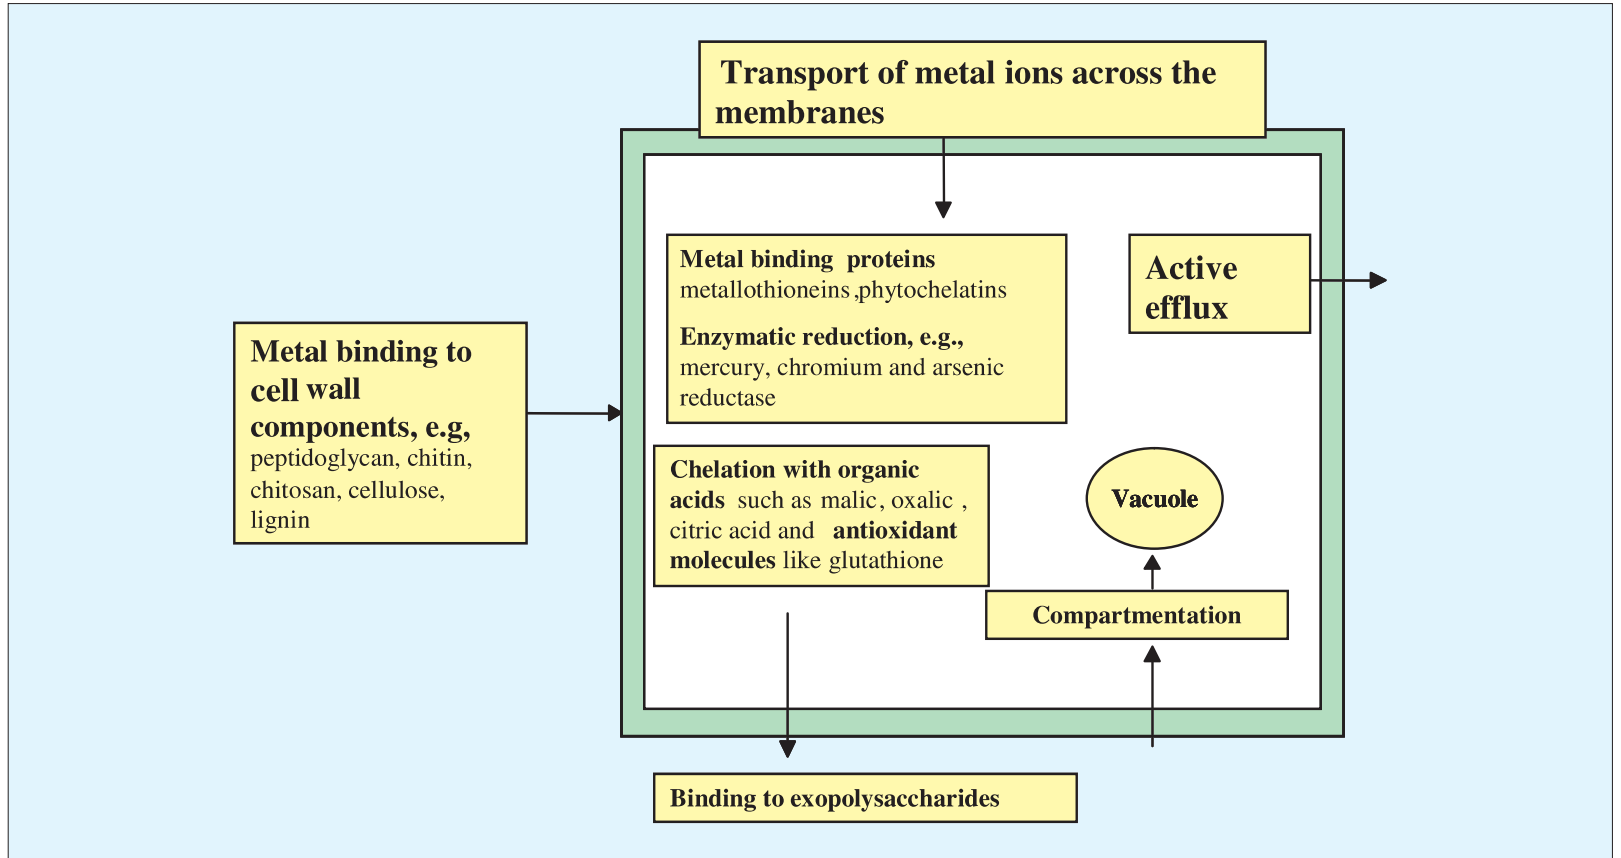 Transport of metal ions across the
membranes
Metal binding proteins
metallothioneins ,phytochelatins
Enzymatic reduction, e.g.,
mercury, chromium and arsenic
reductase
Active
efflux
Metal binding to
cell wall
components, e.g,
peptidoglycan, chitin,
chitosan, cellulose,
lignin
Chelation with organic
acids such as malic, oxalic ,
citric acid and antioxidant
molecules like glutathione
Vacuole
Compartmentation
Binding to exopolysaccharides